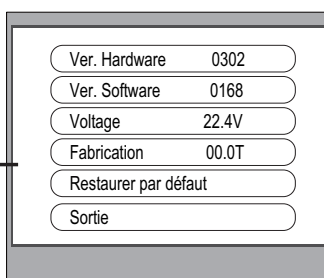 Ver. Hardware 0302
Ver. Software 0168
Voltage 22.4V
Fabrication 00.0T
Restaurer par défaut
Sortie